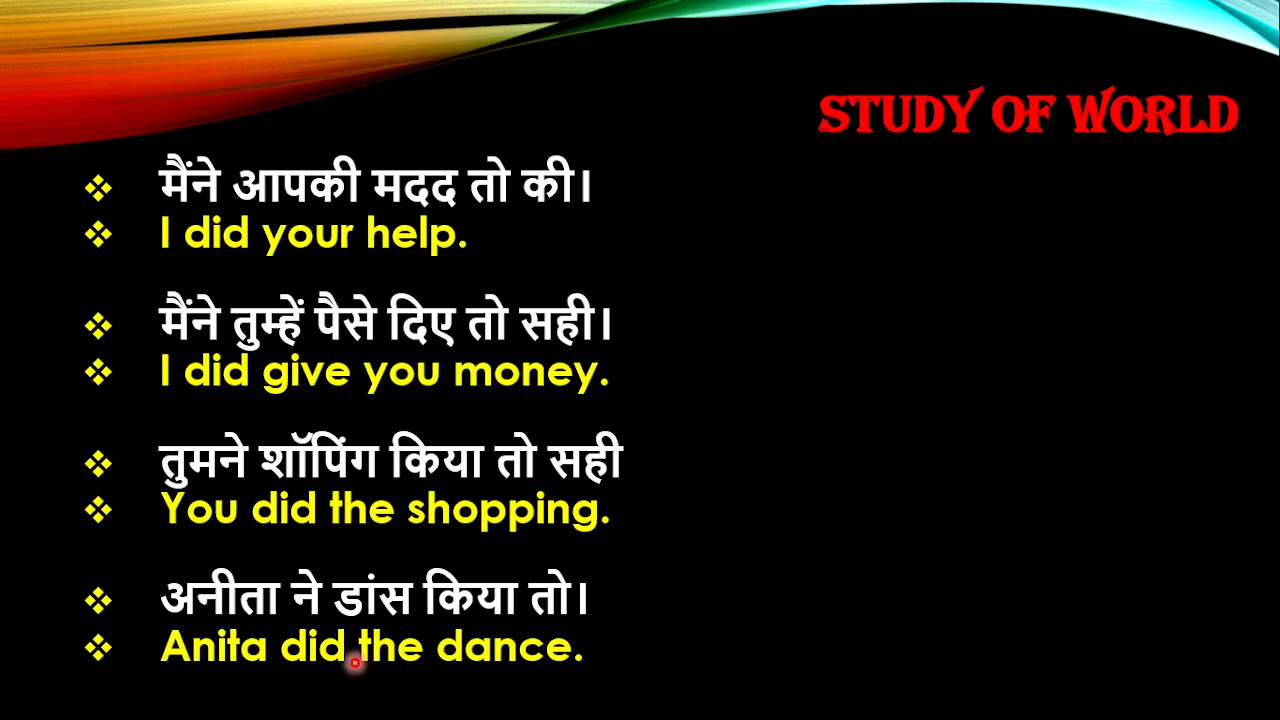 STUDY OF WORLD
मैंने आपकी मदद तो की।
I did your help.
मैंने तुम्हें पैसे दिए तो सही।
I did give you money.
तुमने शॉपिंग किया तो सही
You did the shopping.
अनीता ने डांस किया तो।
Anita did the dance.